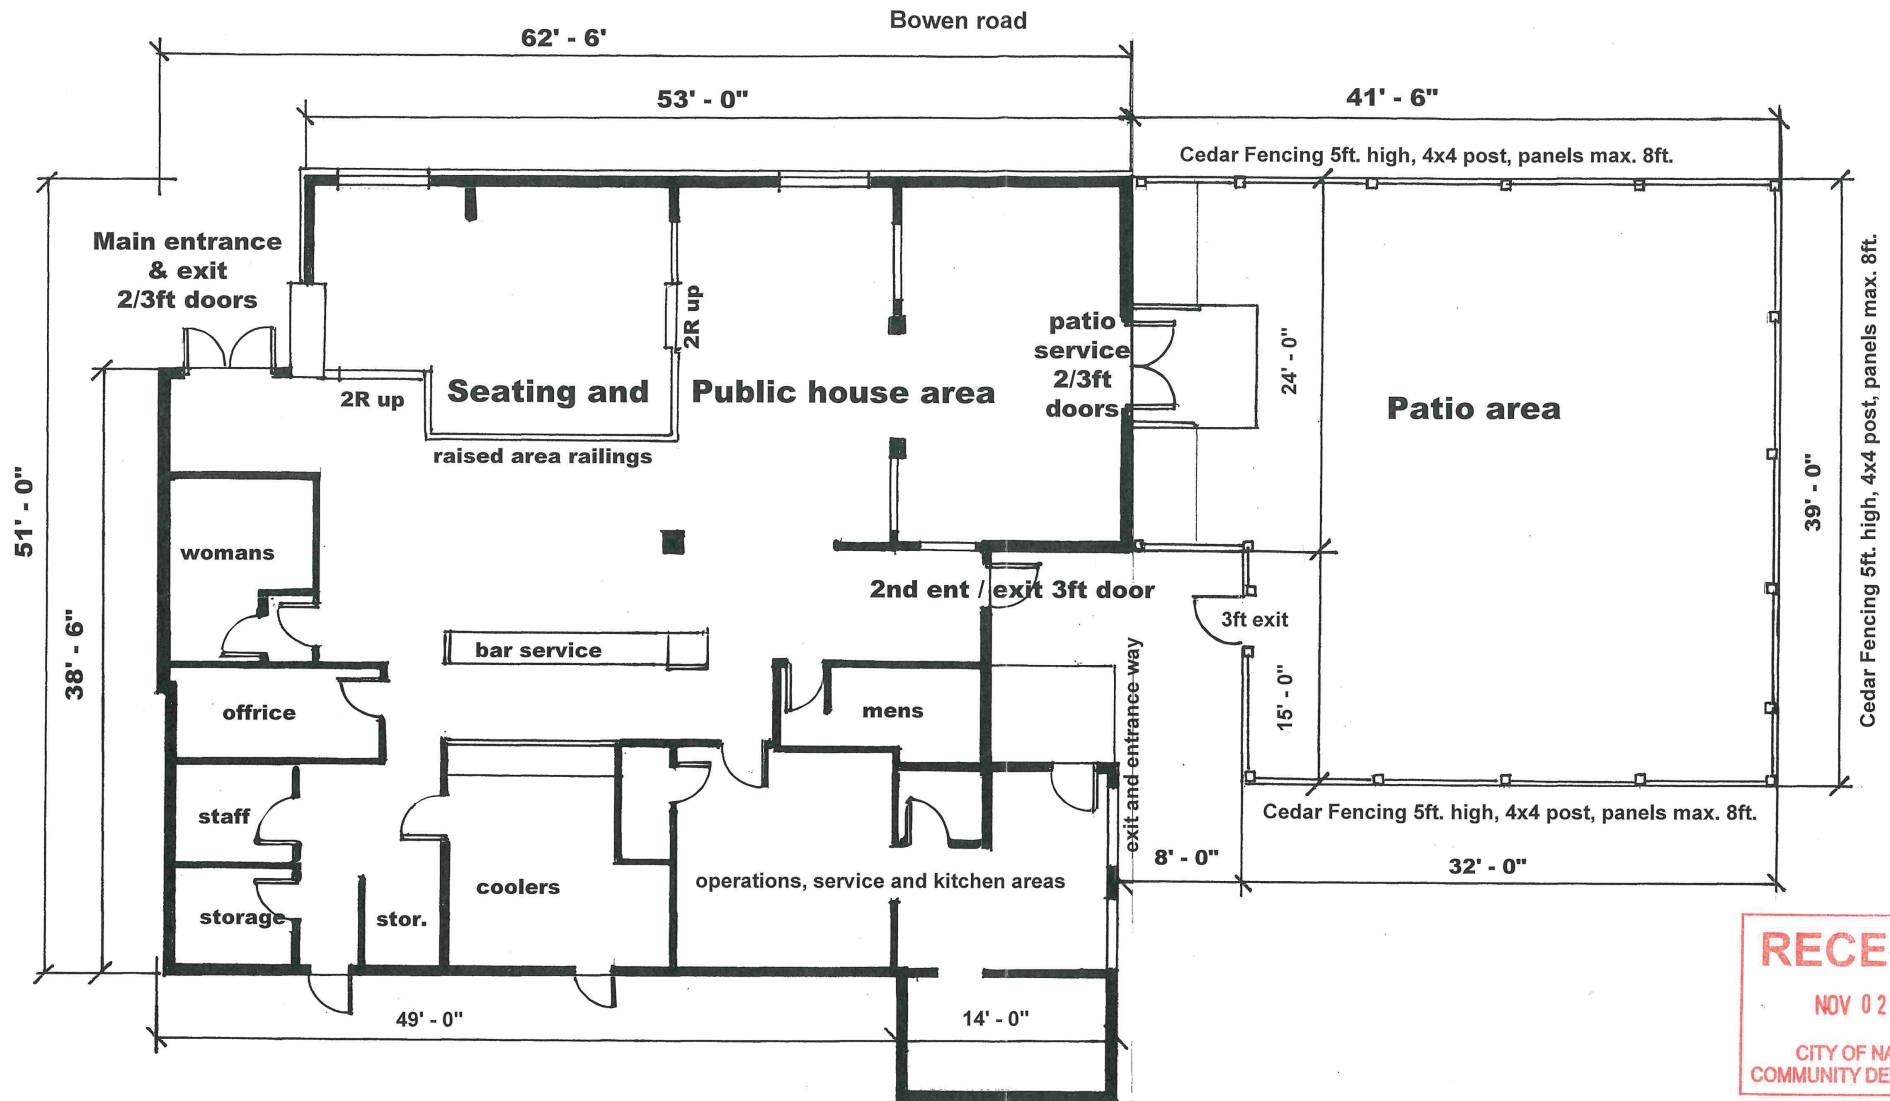 Bowen road
62' - 6'
53' - 0"
41' - 6"
Cedar Fencing 5ft. high, 4x4 post, panels max. 8ft.
Main entrance
& exit
2/3ft doors
2R up
2R up
Seating and Public house area
raised area railings
patio
service
2/3ft
doors
24' - 0"
Patio area
Cedar Fencing 5ft. high, 4x4 post, panels max. 8ft.
39' - 0"
51' - 0"
38' - 6"
womans
2nd ent / exit 3ft door
3ft exit
bar service
offrice
mens
exit and entrance way
15' - 0"
staff
storage
stor.
coolers
operations, service and kitchen areas
Cedar Fencing 5ft. high, 4x4 post, panels max. 8ft.
8' - 0"
32' - 0"
49' - 0"
14' - 0"
RECE
NOV 02
CITY OF NA
COMMUNITY DE